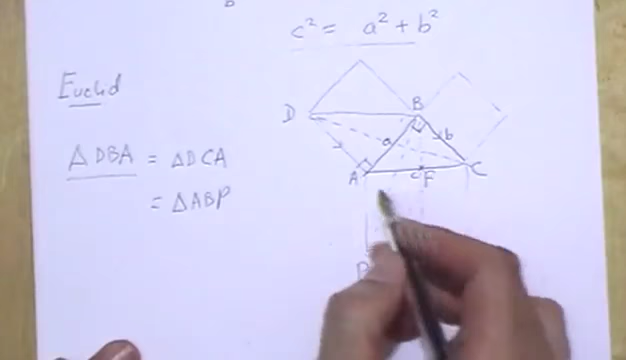 b
c² = a² + b²
Euclid
△DBA = △DCA
= △ABP
D
B
a
b
A
c
F
C
P